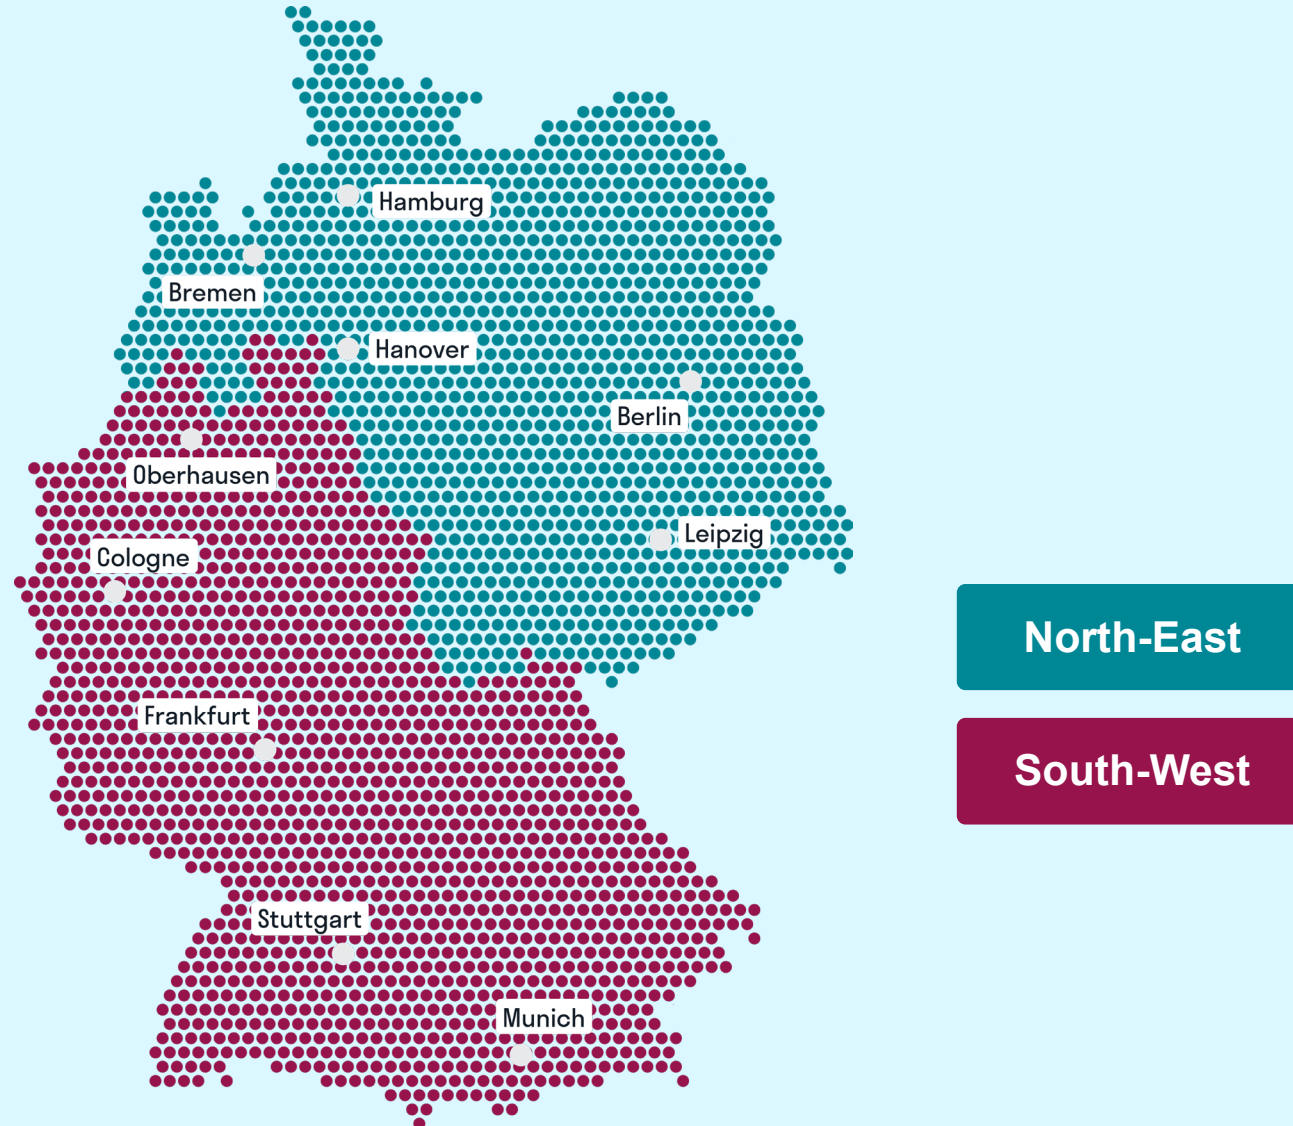 Hamburg
Bremen
Hanover
Berlin
Oberhausen
Leipzig
Cologne
North-East
Frankfurt
South-West
Stuttgart
Munich